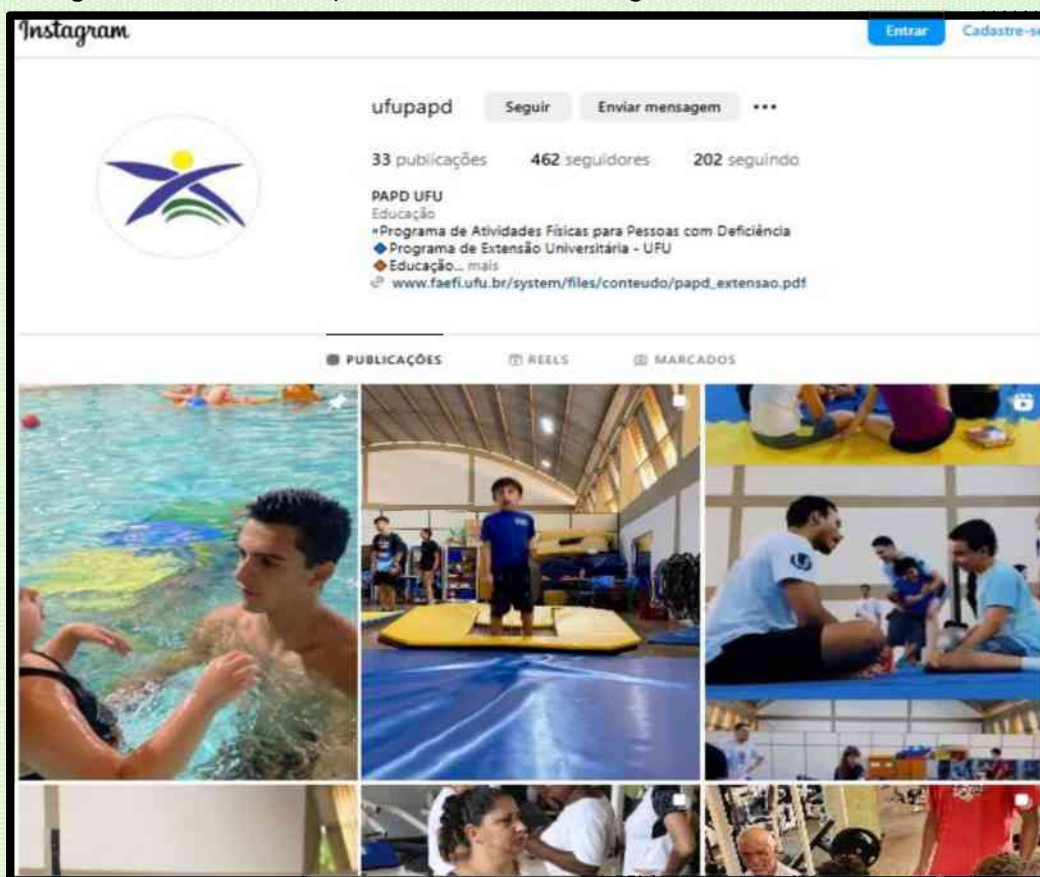 Instagram
Entrar
Cadastre-se
ufupapd Seguir Enviar mensagem
33 publicações 462 seguidores 202 seguindo
PAPD UFU
Educação
Programa de Atividades Físicas para Pessoas com Deficiência
Programa de Extensão Universitária - UFU
Educação... mais
www.faefi.ufu.br/system/files/conteudo/papd_extensao.pdf
PUBLICAÇÕES REELS MARCADOS